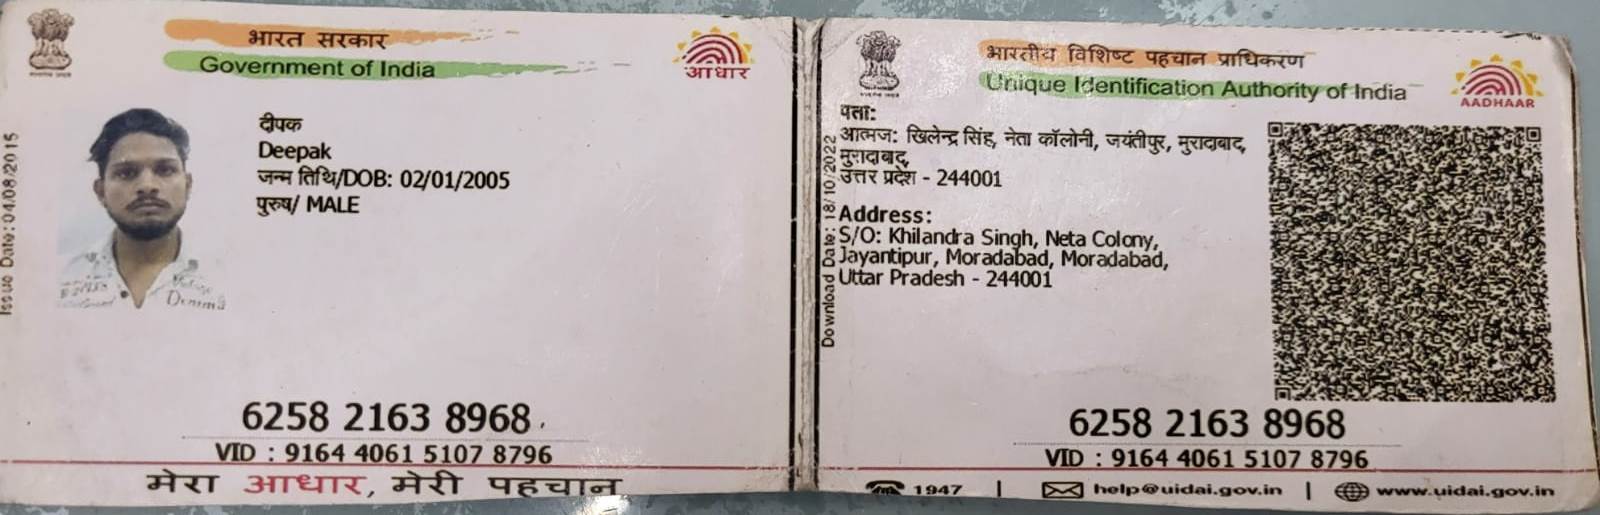 भारत सरकार
Government of India
आधार
Issue Date: 04/08/2015
दीपक
Deepak
जन्म तिथि/DOB: 02/01/2005
पुरुष/ MALE
6258 2163 8968
VID : 9164 4061 5107 8796
मेरा आधार, मेरी पहचान
भारतीय विशिष्ट पहचान प्राधिकरण
Unique Identification Authority of India
AADHAAR
Download Date: 18/10/2022
पता:
आत्मज: खिलेन्द्र सिंह, नेता कॉलोनी, जयंतीपुर, मुरादाबाद,
मुरादाबाद,
उत्तर प्रदेश - 244001
Address:
S/O: Khilandra Singh, Neta Colony,
Jayantipur, Moradabad, Moradabad,
Uttar Pradesh - 244001
6258 2163 8968
VID : 9164 4061 5107 8796
1947 | help@uidai.gov.in | www.uidai.gov.in